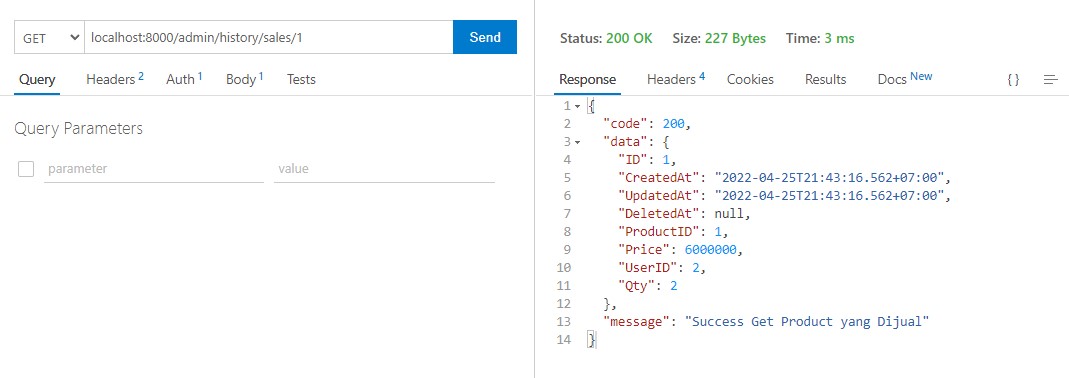 GET localhost:8000/admin/history/sales/1 Send
Query Headers 2 Auth 1 Body 1 Tests
Query Parameters
parameter value
Status: 200 OK Size: 227 Bytes Time: 3 ms
Response Headers 4 Cookies Results Docs New {}
1 {
2 "code": 200,
3 "data": {
4 "ID": 1,
5 "CreatedAt": "2022-04-25T21:43:16.562+07:00",
6 "UpdatedAt": "2022-04-25T21:43:16.562+07:00",
7 "DeletedAt": null,
8 "ProductID": 1,
9 "Price": 6000000,
10 "UserID": 2,
11 "Qty": 2
12 },
13 "message": "Success Get Product yang Dijual"
14 }